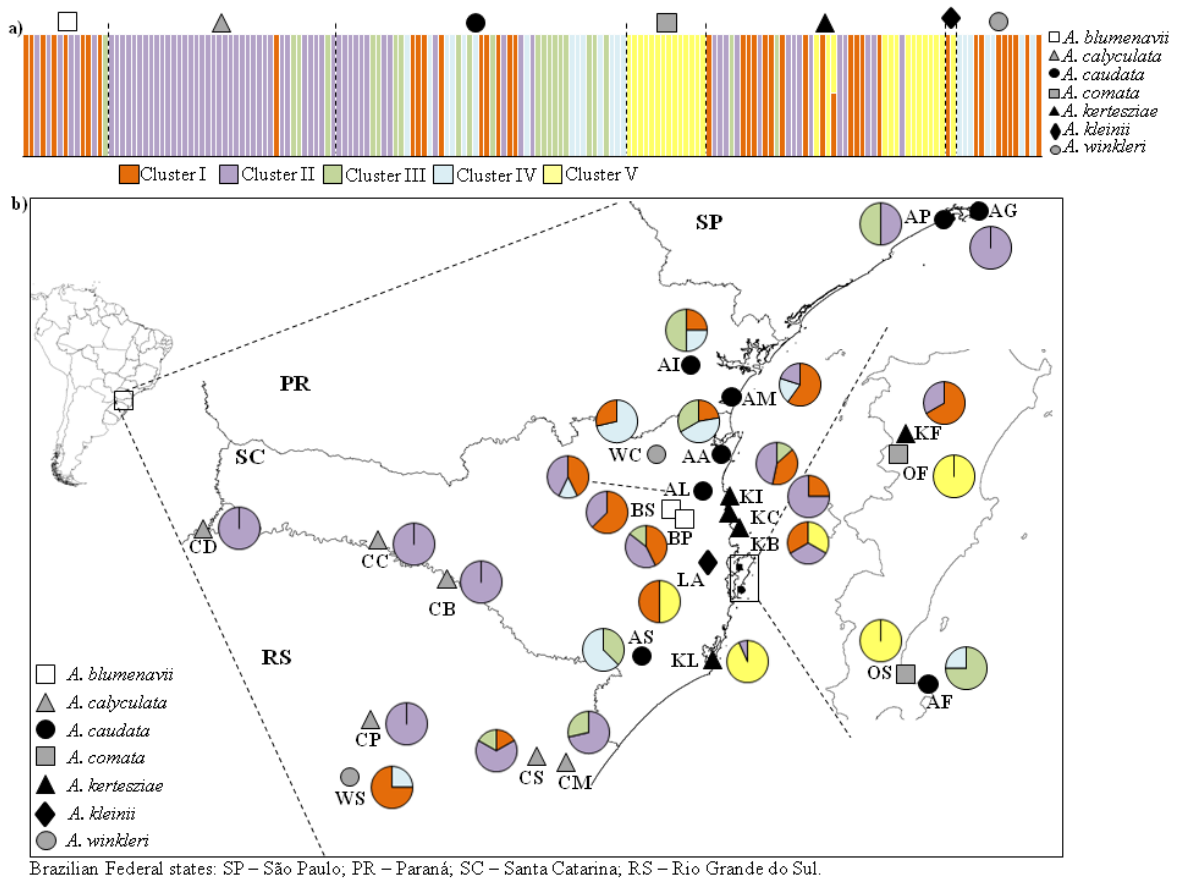 a)
A. blumenavii
A. calyculata
A. caudata
A. comata
A. kertesziae
A. kleinii
A. winkleri
Cluster I Cluster II Cluster III Cluster IV Cluster V
b)
SP
AP
AG
PR
AI
AM
KF
OF
SC
WC
AA
AL
KI
BS
KC
BP
KB
CD
CC
LA
CB
RS
AS
KL
OS
AF
CP
CS
CM
WS
A. blumenavii
A. calyculata
A. caudata
A. comata
A. kertesziae
A. kleinii
A. winkleri
Brazilian Federal states: SP – São Paulo; PR – Paraná; SC – Santa Catarina; RS – Rio Grande do Sul.